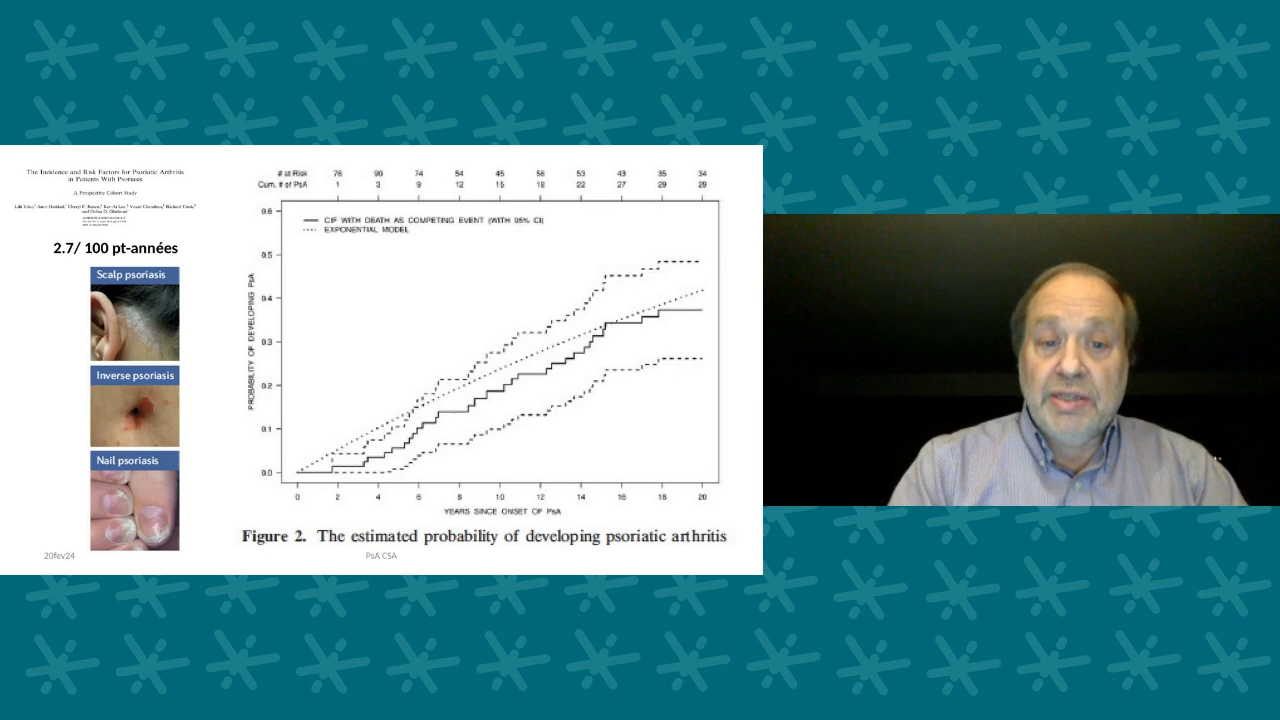 The Incidence and Risk Factors for Psoriatic Arthritis
in Patients With Psoriasis
A Prospective Cohort Study
2.7/ 100 pt-années
Scalp psoriasis
Inverse psoriasis
Nail psoriasis
20fev24
# at Risk 76 90 74 54 45 58 53 43 35 34
Cum. # of PsA 1 3 9 12 15 18 22 27 29 29
CIF WITH DEATH AS COMPETING EVENT (WITH 95% CI)
EXPONENTIAL MODEL
PROBABILITY OF DEVELOPING PsA
0.6
0.5
0.4
0.3
0.2
0.1
0.0
0 2 4 6 8 10 12 14 16 18 20
YEARS SINCE ONSET OF PsA
Figure 2. The estimated probability of developing psoriatic arthritis
PsA CSA